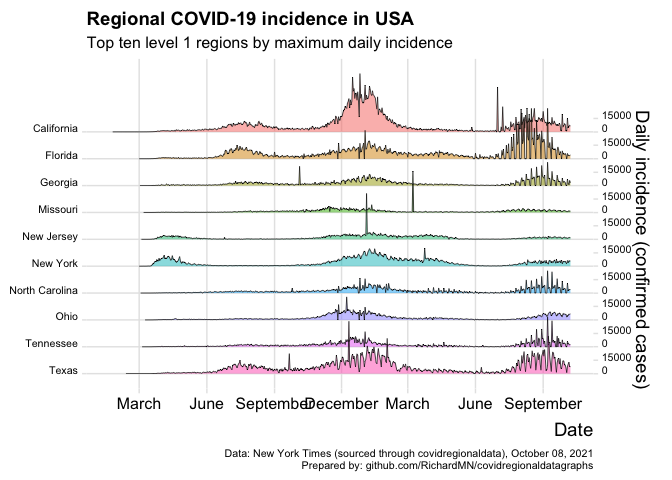 Regional COVID-19 incidence in USA
Top ten level 1 regions by maximum daily incidence
California
Florida
Georgia
Missouri
New Jersey
New York
North Carolina
Ohio
Tennessee
Texas
15000
0
15000
0
15000
0
15000
0
15000
0
15000
0
15000
0
15000
0
15000
0
15000
0
Daily incidence (confirmed cases)
March June September December March June September
Date
Data: New York Times (sourced through covidregionaldata), October 08, 2021
Prepared by: github.com/RichardMN/covidregionaldatagraphs